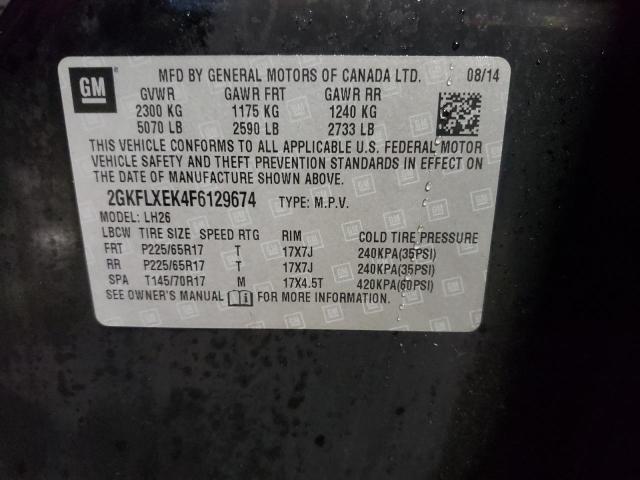 GM
MFD BY GENERAL MOTORS OF CANADA LTD. 08/14
GVWR GAWR FRT GAWR RR
2300 KG 1175 KG 1240 KG
5070 LB 2590 LB 2733 LB
THIS VEHICLE CONFORMS TO ALL APPLICABLE U.S. FEDERAL MOTOR
VEHICLE SAFETY AND THEFT PREVENTION STANDARDS IN EFFECT ON
THE DATE OF MANUFACTURE SHOWN ABOVE.
2GKFLXEK4F6129674 TYPE: M.P.V.
MODEL: LH26
LBCW TIRE SIZE SPEED RTG RIM COLD TIRE PRESSURE
FRT P225/65R17 T 17X7J 240KPA(35PSI)
RR P225/65R17 T 17X7J 240KPA(35PSI)
SPA T145/70R17 M 17X4.5T 420KPA(60PSI)
SEE OWNER'S MANUAL FOR MORE INFORMATION.